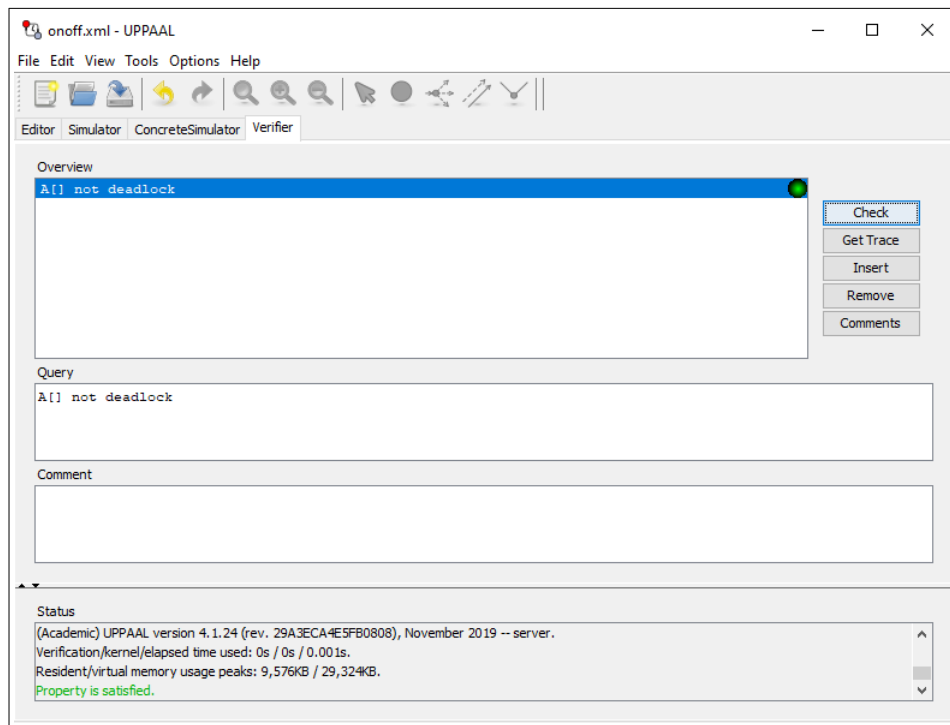 onoff.xml - UPPAAL
File Edit View Tools Options Help
Editor Simulator ConcreteSimulator Verifier
Overview
A[] not deadlock
Check
Get Trace
Insert
Remove
Comments
Query
A[] not deadlock
Comment
Status
(Academic) UPPAAL version 4.1.24 (rev. 29A3ECA4E5FB0808), November 2019 -- server.
Verification/kernel/elapsed time used: 0s / 0s / 0.001s.
Resident/virtual memory usage peaks: 9,576KB / 29,324KB.
Property is satisfied.